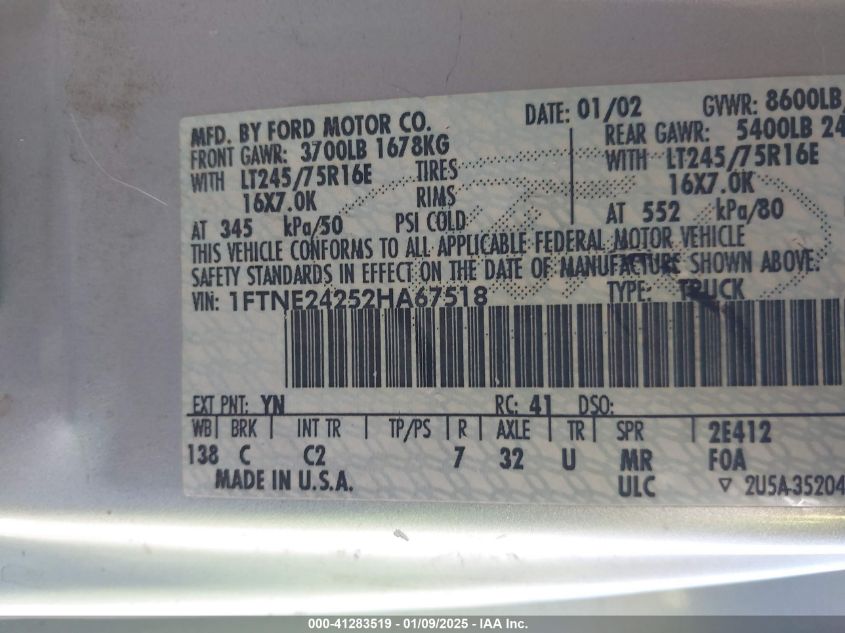 MFD. BY FORD MOTOR CO. DATE: 01/02 GVWR: 8600LB
FRONT GAWR: 3700LB 1678KG REAR GAWR: 5400LB 24
WITH LT245/75R16E TIRES WITH LT245/75R16E
16X7.0K RIMS 16X7.0K
AT 345 kPa/50 PSI COLD AT 552 kPa/80
THIS VEHICLE CONFORMS TO ALL APPLICABLE FEDERAL MOTOR VEHICLE
SAFETY STANDARDS IN EFFECT ON THE DATE OF MANUFACTURE SHOWN ABOVE.
VIN: 1FTNE24252HA67518 TYPE: TRUCK
EXT PNT: YN RC: 41 DSO:
WB BRK INT TR TP/PS R AXLE TR SPR 2E412
138 C C2 7 32 U MR F0A
MADE IN U.S.A. ULC ▽ 2U5A-35204
000-41283519 - 01/09/2025 - IAA Inc.